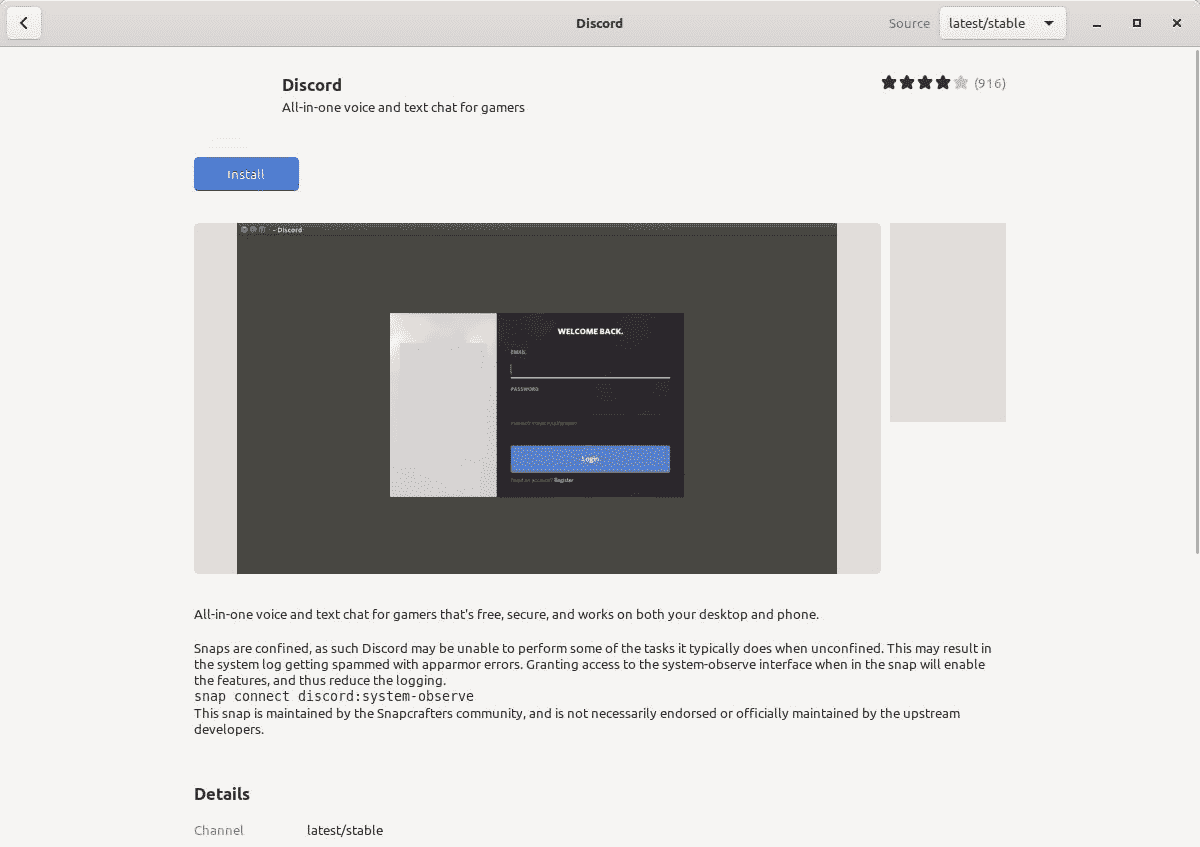 Discord
Source latest/stable
Discord
(916)
All-in-one voice and text chat for gamers
Install
- Discord
WELCOME BACK.
EMAIL
PASSWORD
Login
Need an account? Register
All-in-one voice and text chat for gamers that's free, secure, and works on both your desktop and phone.
Snaps are confined, as such Discord may be unable to perform some of the tasks it typically does when unconfined. This may result in
the system log getting spammed with apparmor errors. Granting access to the system-observe interface when in the snap will enable
the features, and thus reduce the logging.
snap connect discord:system-observe
This snap is maintained by the Snapcrafters community, and is not necessarily endorsed or officially maintained by the upstream
developers.
Details
Channel latest/stable